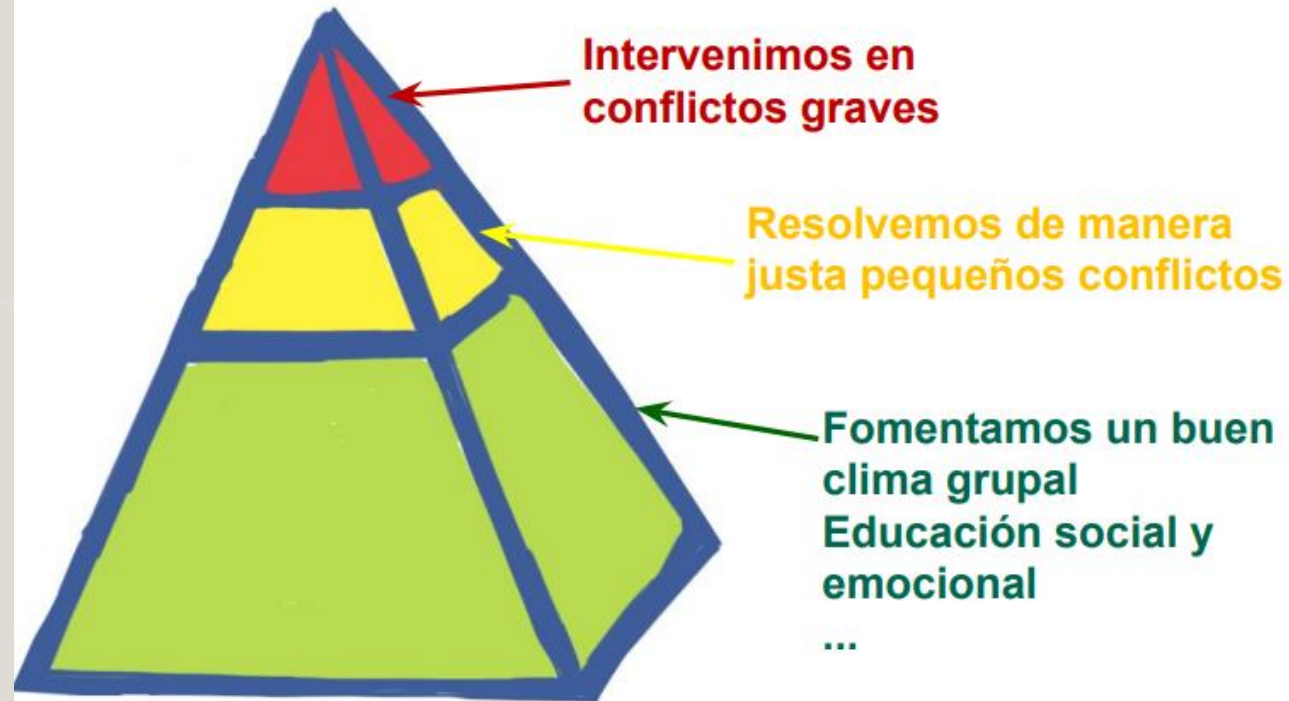 Intervenimos en
conflictos graves
Resolvemos de manera
justa pequeños conflictos
Fomentamos un buen
clima grupal
Educación social y
emocional
...